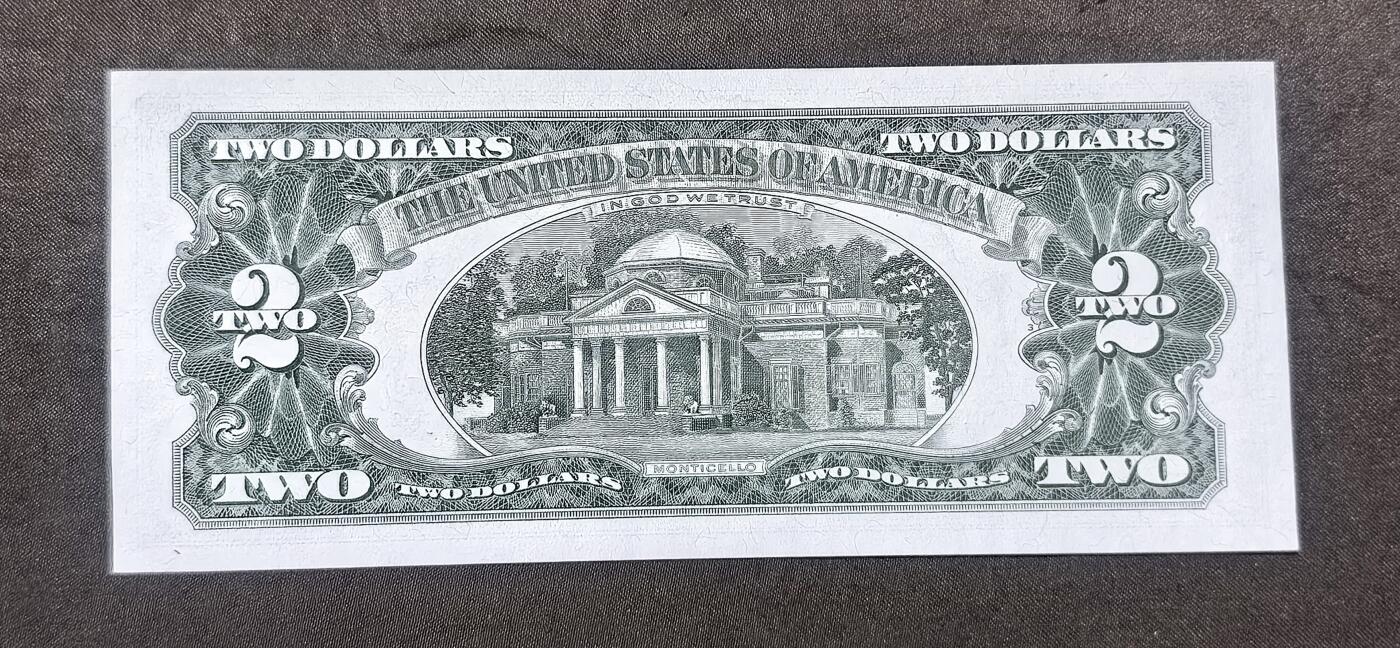 TWO DOLLARS
TWO DOLLARS
THE UNITED STATES OF AMERICA
IN GOD WE TRUST
2
TWO
2
TWO
MONTICELLO
TWO
TWO DOLLARS
TWO DOLLARS
TWO